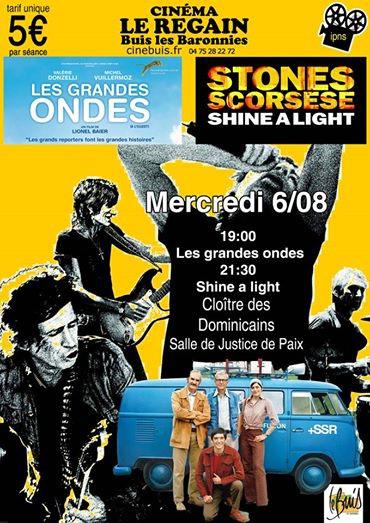 tarif unique
5€
par séance
CINÉMA
LE REGAIN
Buis les Baronnies
cinebuis.fr 04 75 28 22 72
ipns
VALÉRIE
DONZELLI
MICHEL
VUILLERMOZ
LES GRANDES
ONDES
UN FILM DE
LIONEL BAIER
"Les grands reporters font les grandes histoires"
STONES
SCORSESE
SHINE A LIGHT
Mercredi 6/08
19:00
Les grandes ondes
21:30
Shine a light
Cloître des
Dominicains
Salle de Justice de Paix
+SSR
Buis